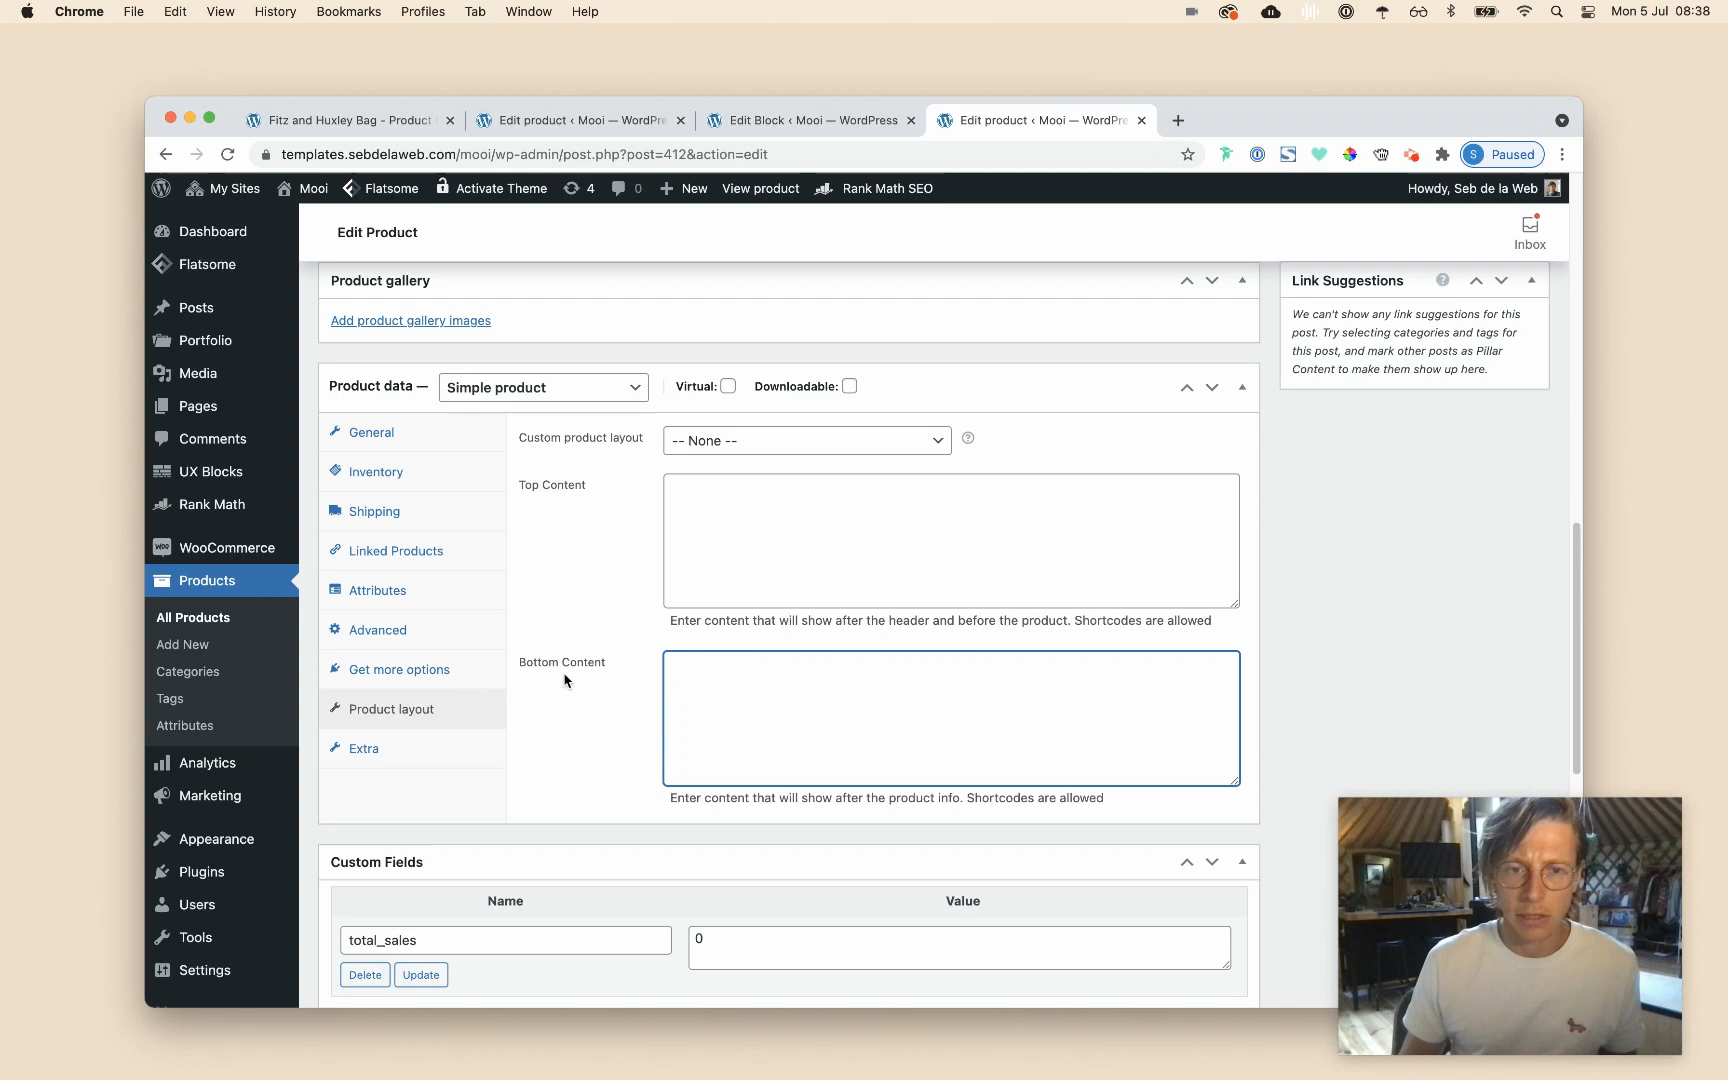 Chrome File Edit View History Bookmarks Profiles Tab Window Help Mon 5 Jul 08:38
Fitz and Huxley Bag - Product
Edit product ‹ Mooi — WordPre
Edit Block ‹ Mooi — WordPress
Edit product ‹ Mooi — WordPre
templates.sebdelaweb.com/mooi/wp-admin/post.php?post=412&action=edit
S Paused
My Sites Mooi Flatsome Activate Theme 4 0 New View product Rank Math SEO Howdy, Seb de la Web
Dashboard
Flatsome
Posts
Portfolio
Media
Pages
Comments
UX Blocks
Rank Math
WooCommerce
Products
All Products
Add New
Categories
Tags
Attributes
Analytics
Marketing
Appearance
Plugins
Users
Tools
Settings
Edit Product
Inbox
Product gallery
Add product gallery images
Product data — Simple product Virtual: Downloadable:
General
Inventory
Shipping
Linked Products
Attributes
Advanced
Get more options
Product layout
Extra
Custom product layout -- None --
Top Content
Enter content that will show after the header and before the product. Shortcodes are allowed
Bottom Content
Enter content that will show after the product info. Shortcodes are allowed
Custom Fields
Name Value
total_sales 0
Delete Update
Link Suggestions
We can't show any link suggestions for this
post. Try selecting categories and tags for
this post, and mark other posts as Pillar
Content to make them show up here.